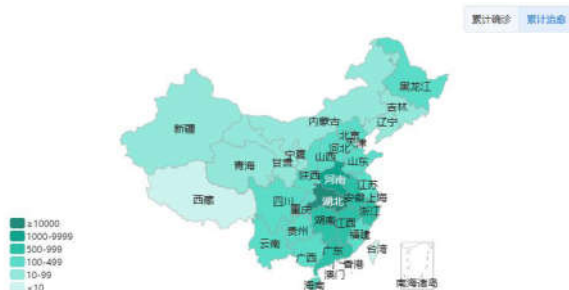 累计确诊 累计治愈
黑龙江
吉林
辽宁
内蒙古
新疆
北京
天津
河北
宁夏
山西
山东
甘肃
青海
陕西
河南
江苏
西藏
安徽
上海
湖北
四川
重庆
浙江
湖南
江西
贵州
福建
云南
台湾
广西
广东
香港
澳门
海南
南海诸岛
≥10000
1000-9999
500-999
100-499
10-99
<10